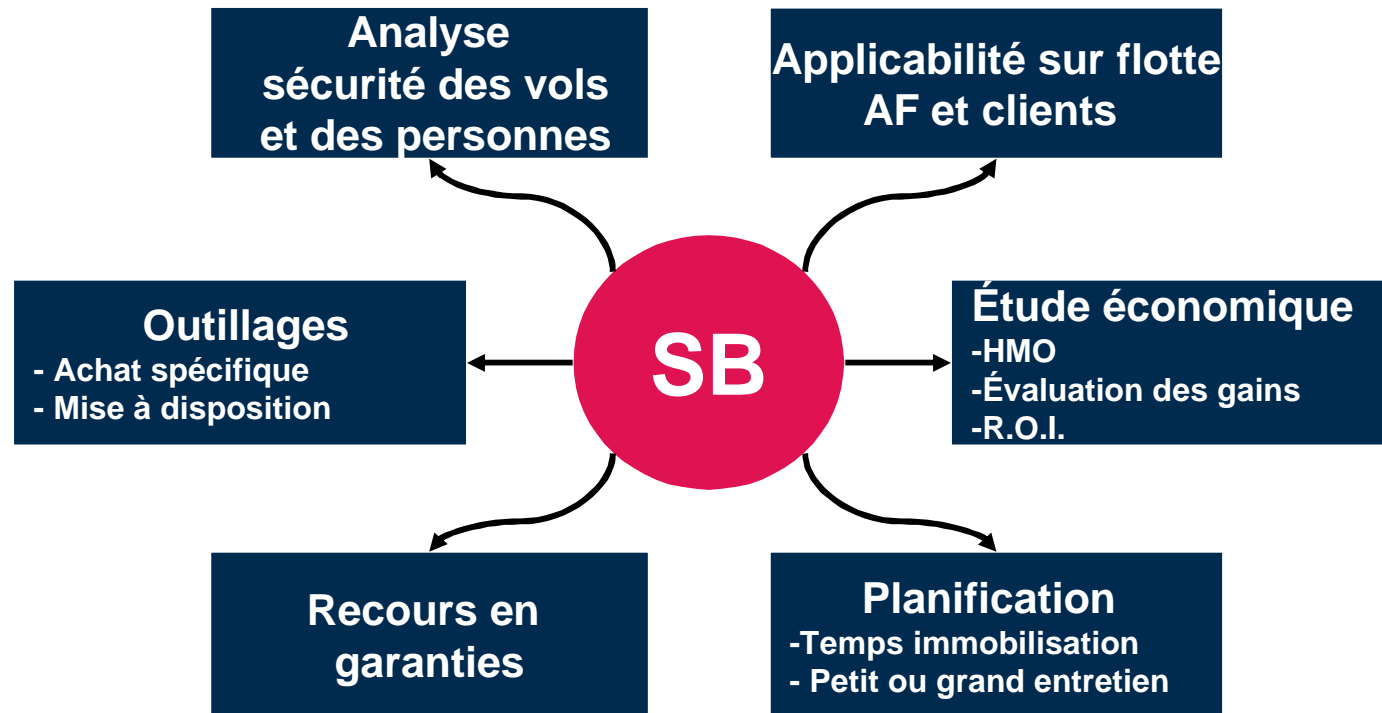 Analyse
sécurité des vols
et des personnes
Applicabilité sur flotte
AF et clients
Outillages
- Achat spécifique
- Mise à disposition
SB
Étude économique
-HMO
-Évaluation des gains
-R.O.I.
Recours en
garanties
Planification
-Temps immobilisation
- Petit ou grand entretien